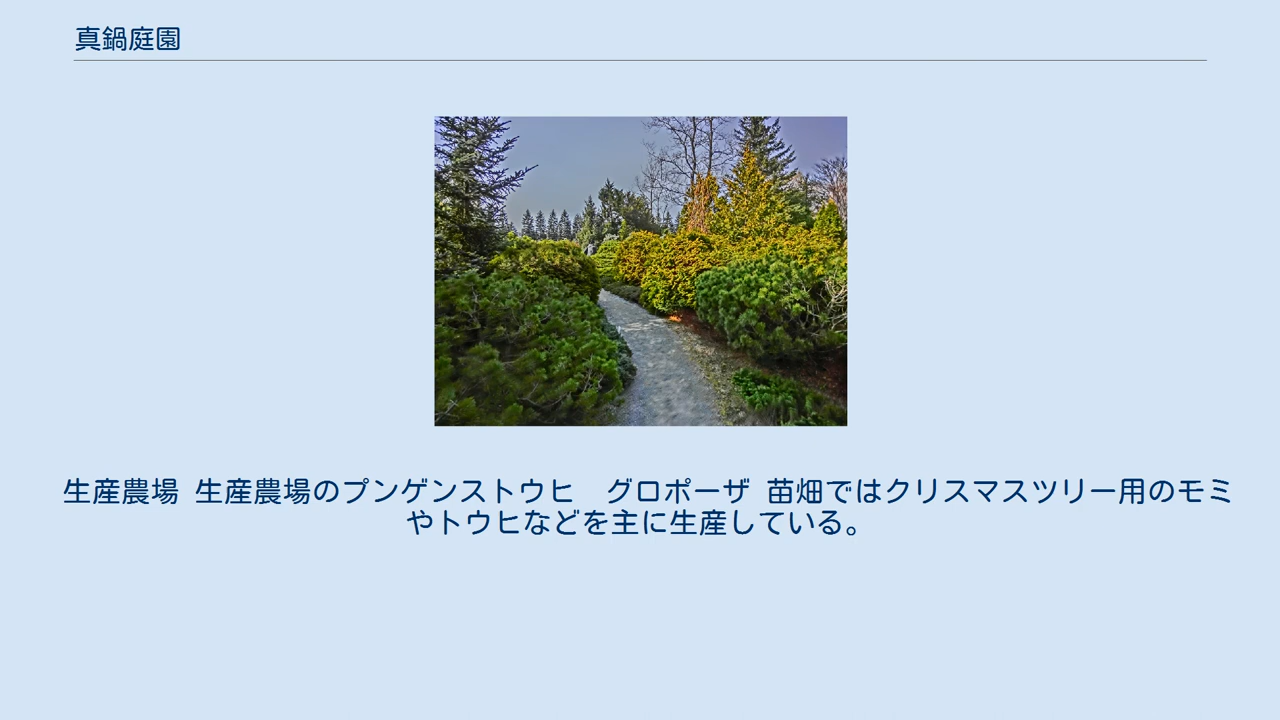 真鍋庭園
生産農場 生産農場のプンゲンストウヒ　グロポーザ 苗畑ではクリスマスツリー用のモミ
やトウヒなどを主に生産している。